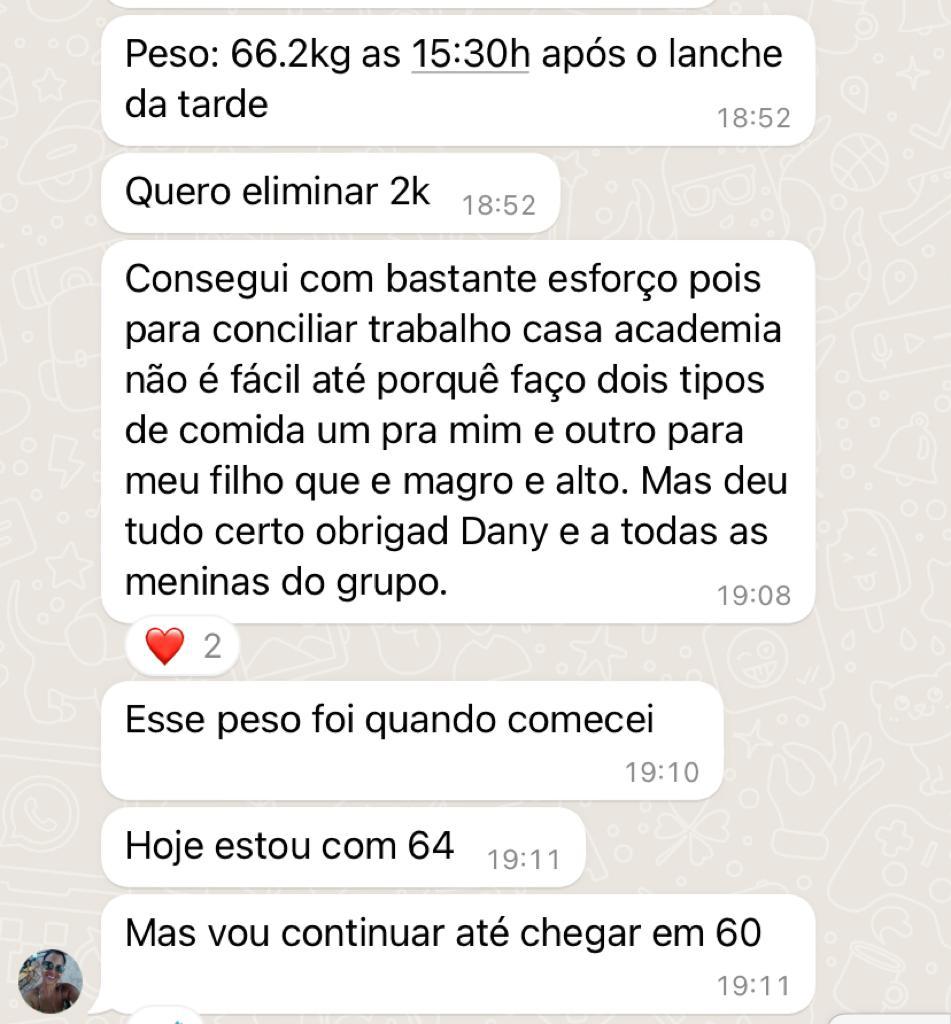 Peso: 66.2kg as 15:30h após o lanche
da tarde
18:52
Quero eliminar 2k 18:52
Consegui com bastante esforço pois
para conciliar trabalho casa academia
não é fácil até porquê faço dois tipos
de comida um pra mim e outro para
meu filho que e magro e alto. Mas deu
tudo certo obrigad Dany e a todas as
meninas do grupo.
19:08
❤️ 2
Esse peso foi quando comecei
19:10
Hoje estou com 64 19:11
Mas vou continuar até chegar em 60
19:11